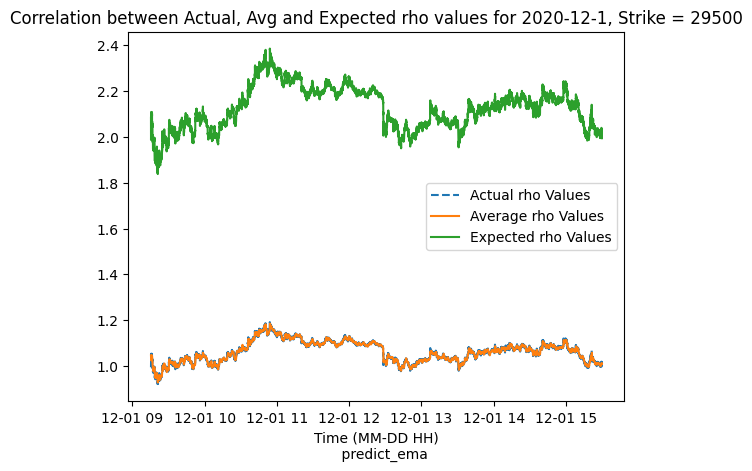 Correlation between Actual, Avg and Expected rho values for 2020-12-1, Strike = 29500
2.4
2.2
2.0
1.8
1.6
1.4
1.2
1.0
Actual rho Values
Average rho Values
Expected rho Values
12-01 09 12-01 10 12-01 11 12-01 12 12-01 13 12-01 14 12-01 15
Time (MM-DD HH)
predict_ema